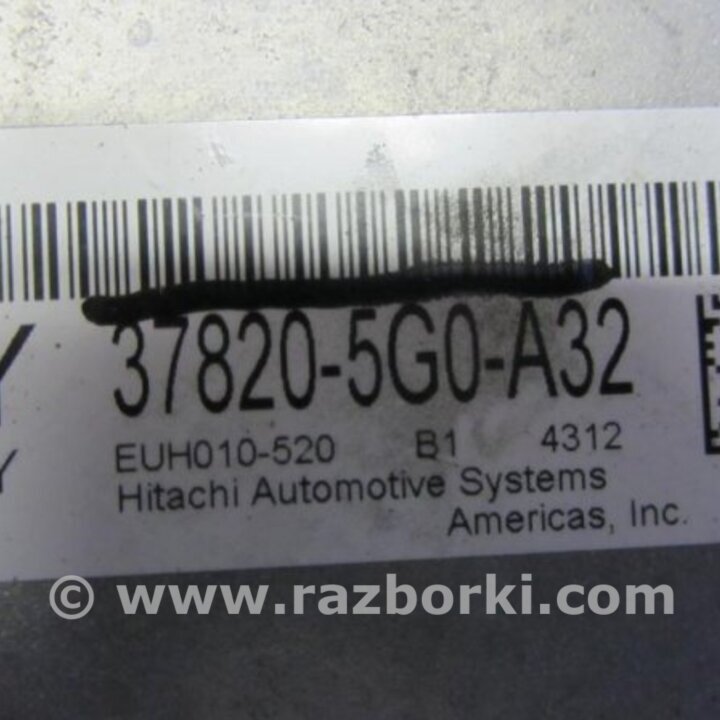 37820-5G0-A32
Y
EUH010-520 B1 4312
Y
Hitachi Automotive Systems
Americas, Inc.
© www.razborki.com